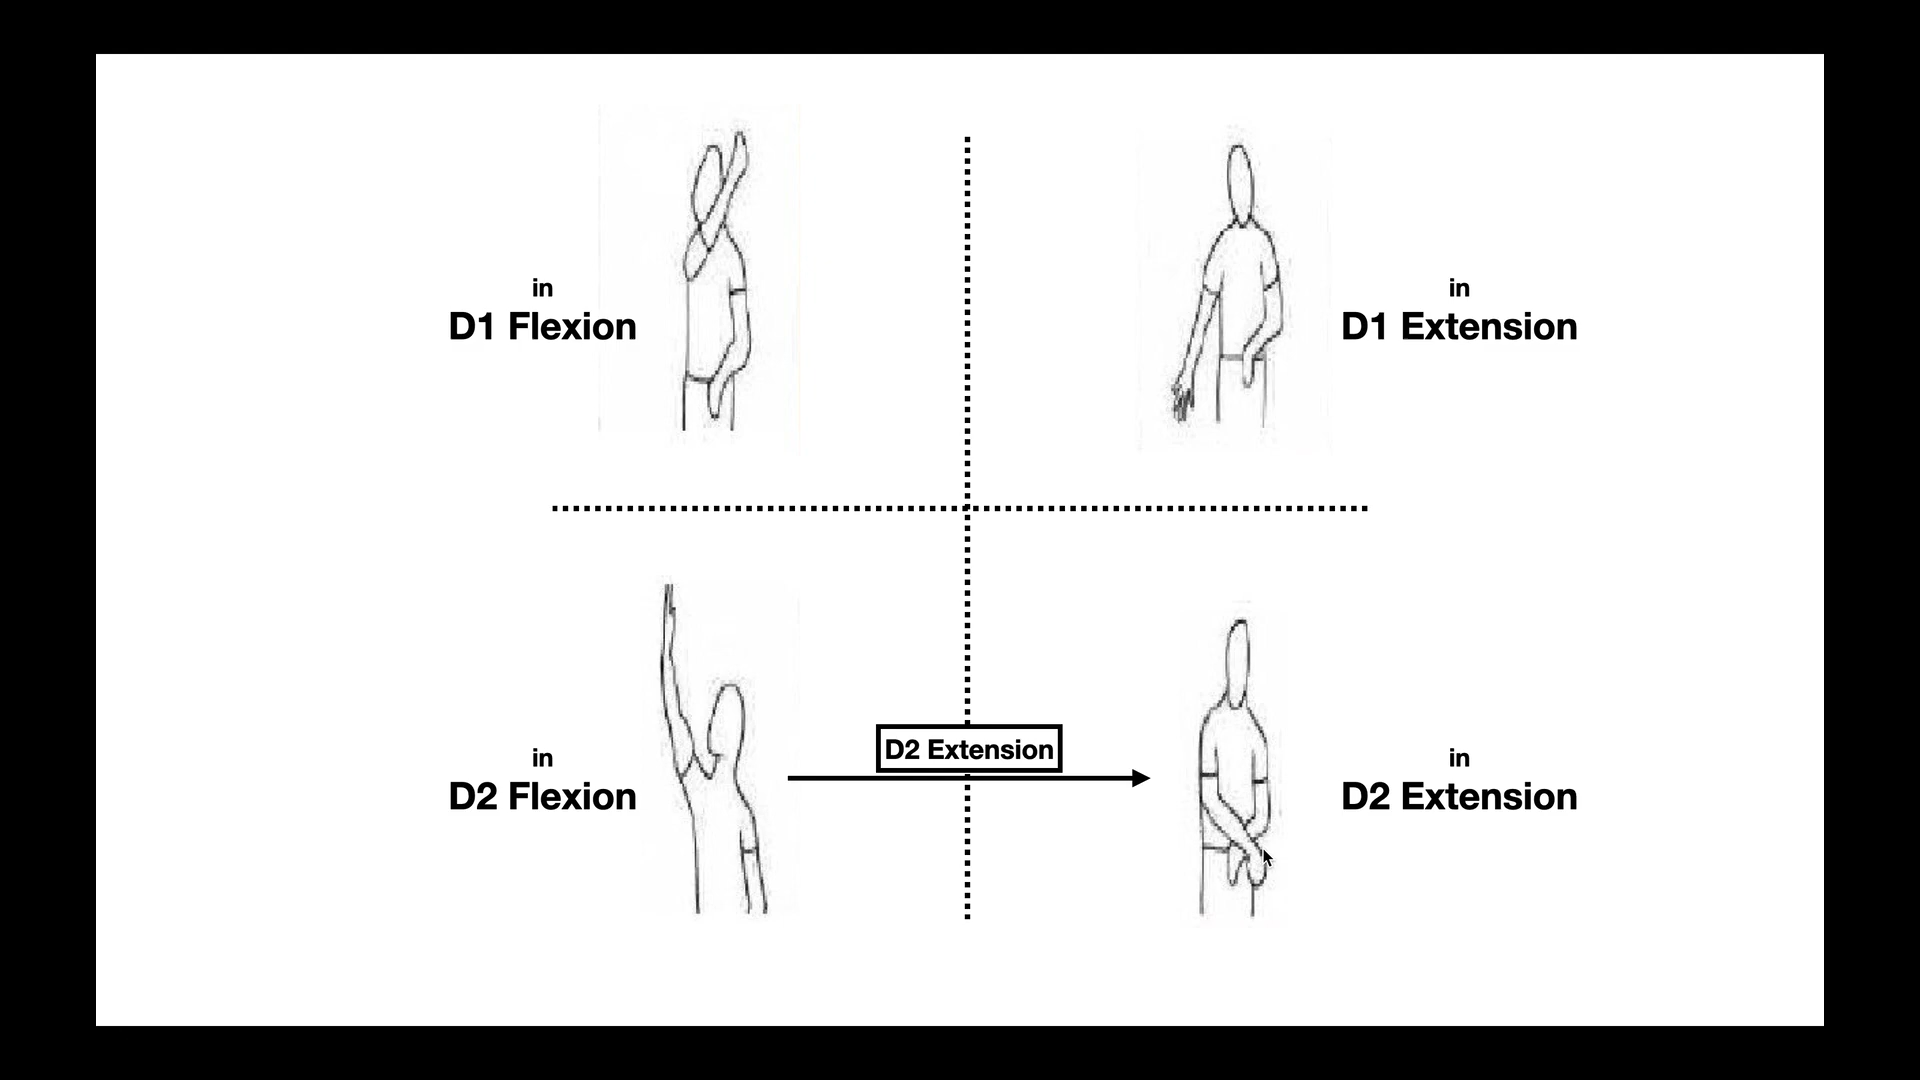 in
D1 Flexion
in
D1 Extension
in
D2 Flexion
D2 Extension
in
D2 Extension